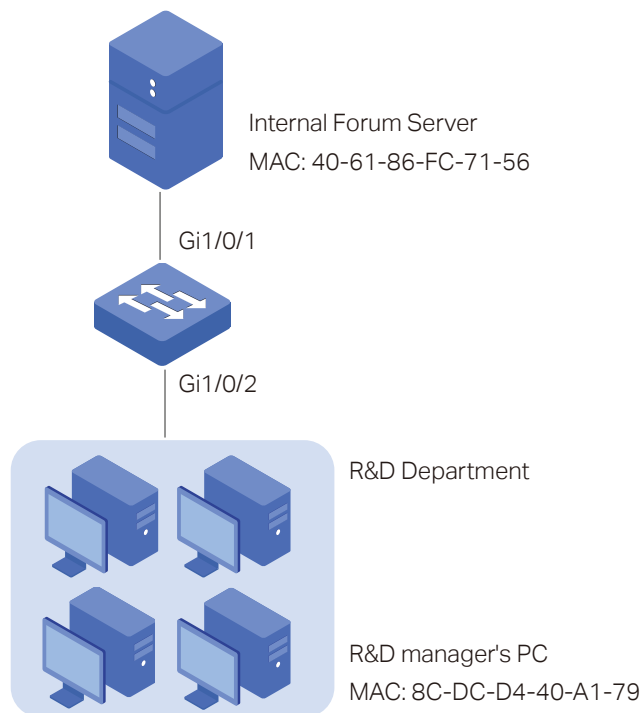 Internal Forum Server
MAC: 40-61-86-FC-71-56
Gi1/0/1
Gi1/0/2
R&D Department
R&D manager's PC
MAC: 8C-DC-D4-40-A1-79